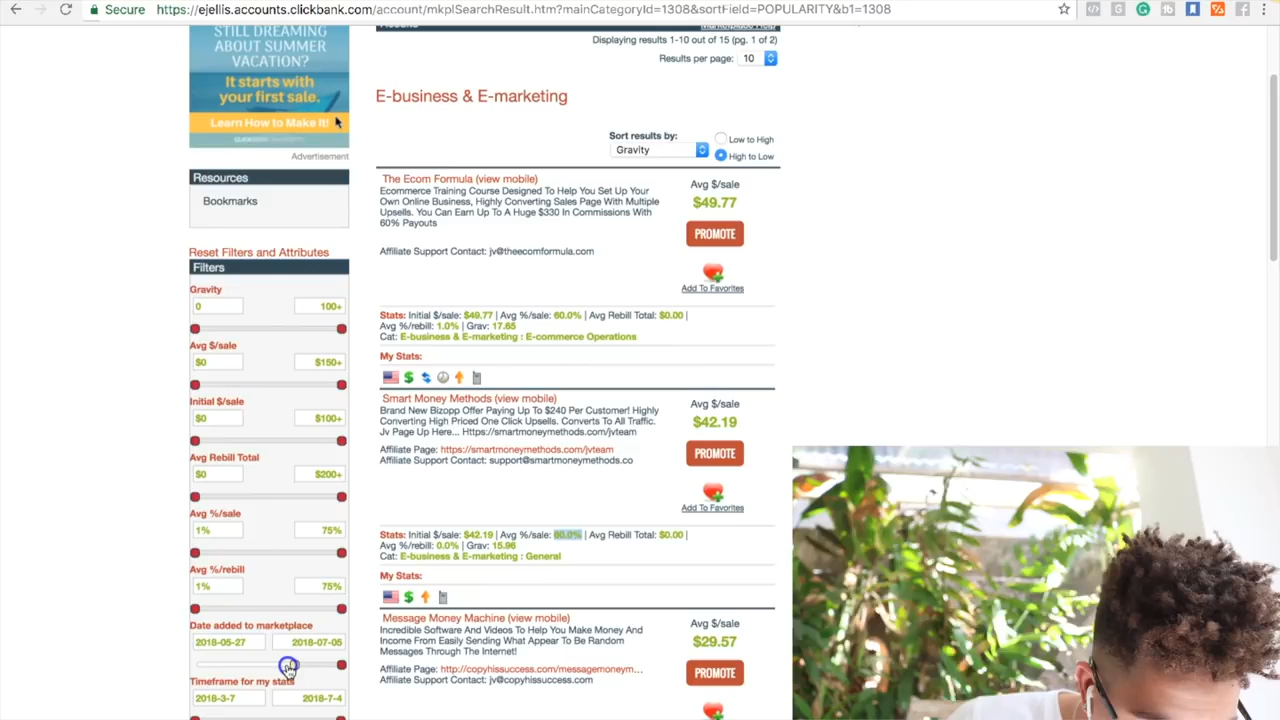 Secure
https://ejellis.accounts.clickbank.com/account/mkplSearchResult.htm?mainCategoryId=1308&sortField=POPULARITY&b1=1308
STILL DREAMING
ABOUT SUMMER
VACATION?
It starts with
your first sale.
Learn How to Make It!
CLICKBANK
Advertisement
Resources
Bookmarks
Reset Filters and Attributes
Filters
Gravity
0 100+
Avg $/sale
$0 $150+
Initial $/sale
$0 $100+
Avg Rebill Total
$0 $200+
Avg %/sale
1% 75%
Avg %/rebill
1% 75%
Date added to marketplace
2018-05-27 2018-07-05
Timeframe for my stats
2018-3-7 2018-7-4
Displaying results 1-10 out of 15 (pg. 1 of 2)
Results per page: 10
E-business & E-marketing
Sort results by:
Gravity
Low to High
High to Low
The Ecom Formula (view mobile)
Ecommerce Training Course Designed To Help You Set Up Your
Own Online Business, Highly Converting Sales Page With Multiple
Upsells. You Can Earn Up To A Huge $330 In Commissions With
60% Payouts
Affiliate Support Contact: jv@theecomformula.com
Avg $/sale
$49.77
PROMOTE
Add To Favorites
Stats: Initial $/sale: $49.77 | Avg %/sale: 60.0% | Avg Rebill Total: $0.00 |
Avg %/rebill: 1.0% | Grav: 17.65
Cat: E-business & E-marketing : E-commerce Operations
My Stats:
Smart Money Methods (view mobile)
Brand New Bizopp Offer Paying Up To $240 Per Customer! Highly
Converting High Priced One Click Upsells. Converts To All Traffic.
Jv Page Up Here... Https://smartmoneymethods.com/jvteam
Affiliate Page: https://smartmoneymethods.com/jvteam
Affiliate Support Contact: support@smartmoneymethods.co
Avg $/sale
$42.19
PROMOTE
Add To Favorites
Stats: Initial $/sale: $42.19 | Avg %/sale: 60.0% | Avg Rebill Total: $0.00 |
Avg %/rebill: 0.0% | Grav: 15.96
Cat: E-business & E-marketing : General
My Stats:
Message Money Machine (view mobile)
Incredible Software And Videos To Help You Make Money And
Income From Easily Sending What Appear To Be Random
Messages Through The Internet!
Affiliate Page: http://copyhissuccess.com/messagemoneym...
Affiliate Support Contact: jv@copyhissuccess.com
Avg $/sale
$29.57
PROMOTE